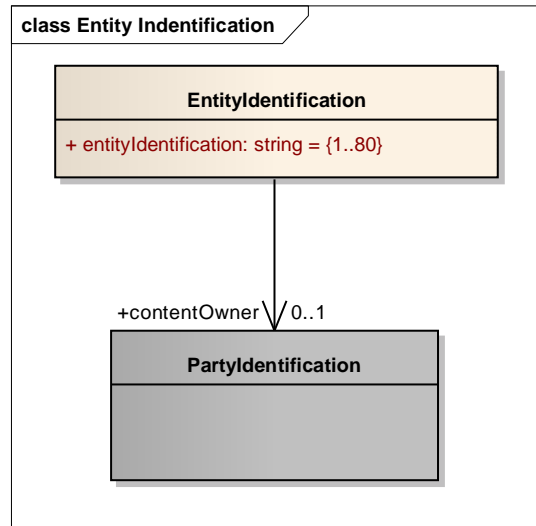 class Entity Indentification
EntityIdentification
+ entityIdentification: string = {1..80}
+contentOwner 0..1
PartyIdentification